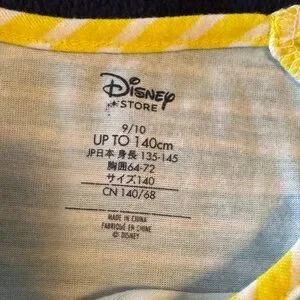 Disney
STORE
9/10
UP TO 140cm
JP日本 身長 135-145
胸囲64-72
サイズ140
CN 140/68
MADE IN CHINA
FABRIQUÉ EN CHINE
© DISNEY